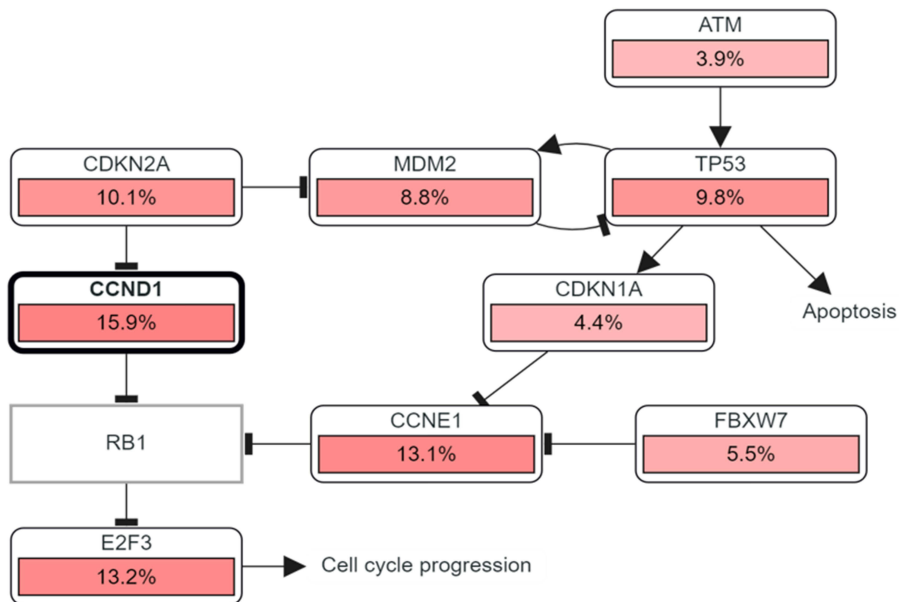 ATM
3.9%
CDKN2A
10.1%
MDM2
8.8%
TP53
9.8%
CCND1
15.9%
CDKN1A
4.4%
Apoptosis
RB1
CCNE1
13.1%
FBXW7
5.5%
E2F3
13.2%
Cell cycle progression